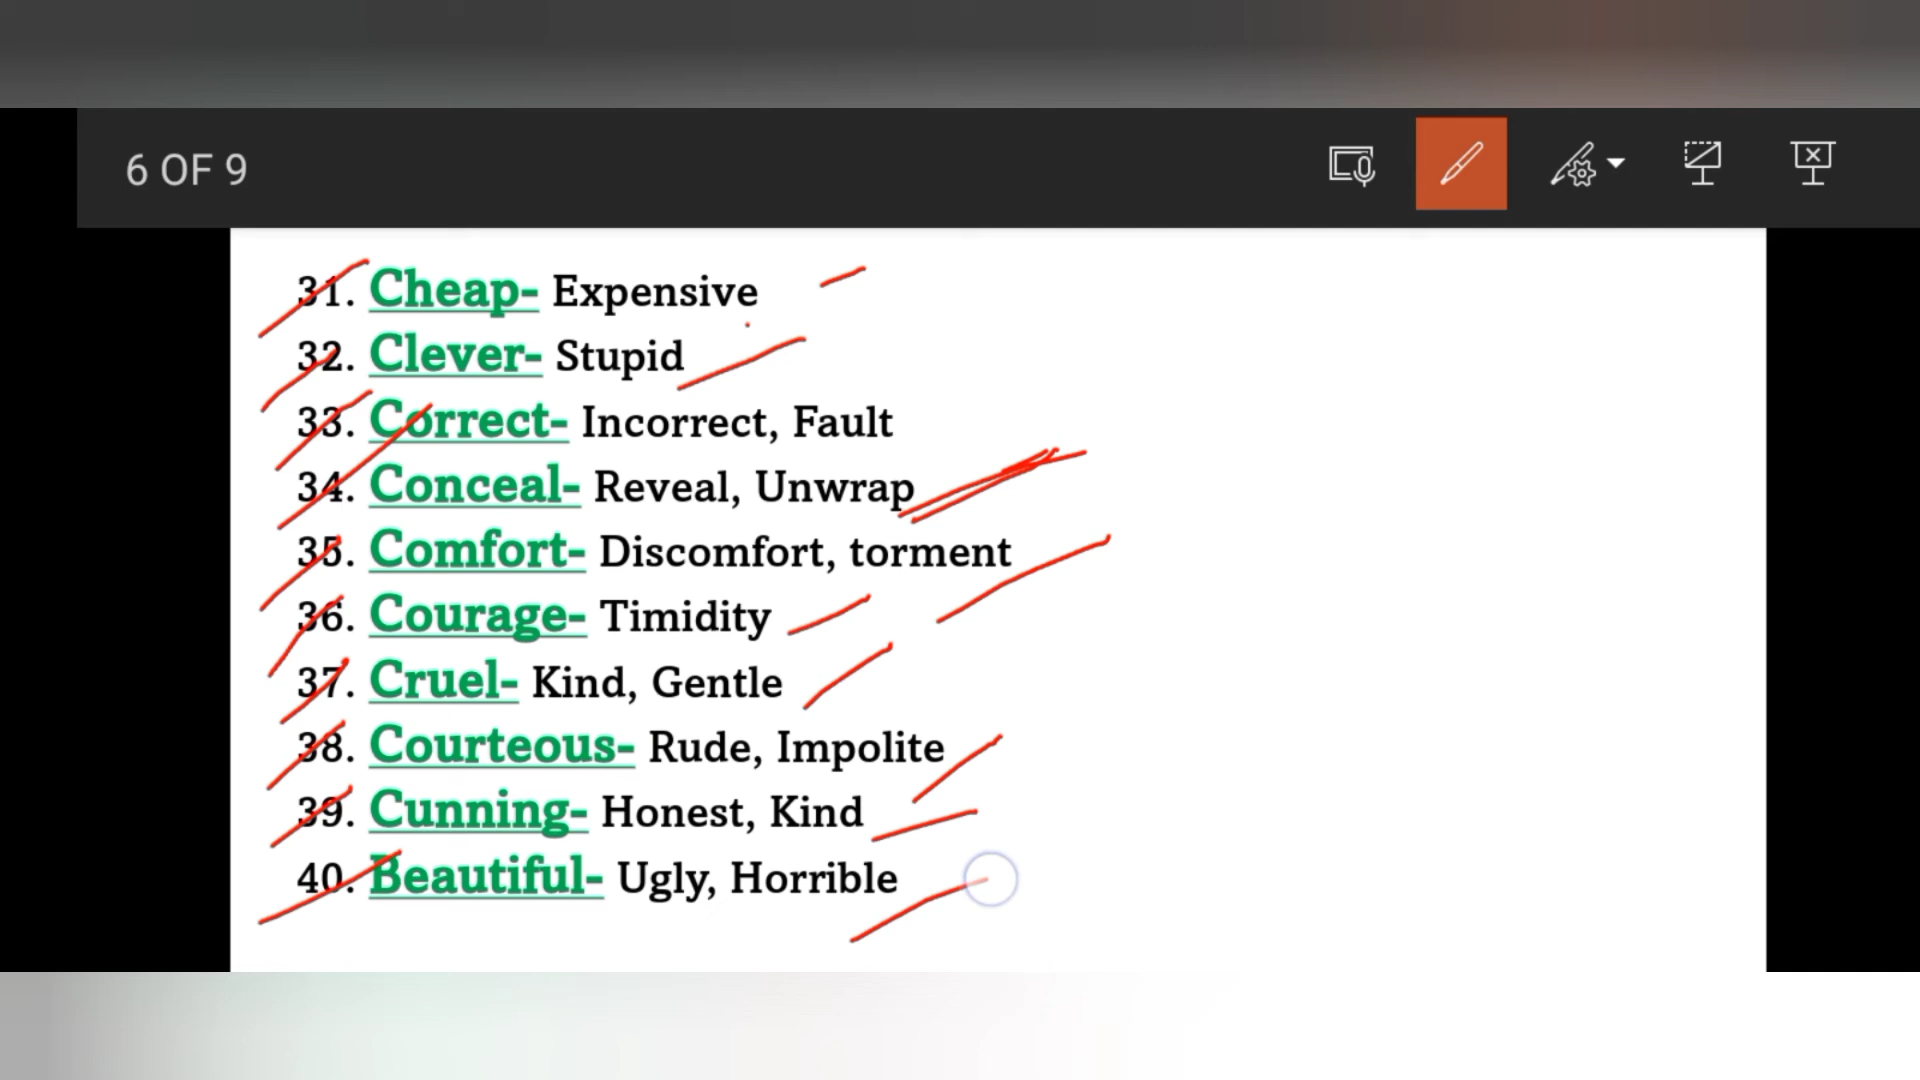 6 OF 9
31. Cheap- Expensive
32. Clever- Stupid
33. Correct- Incorrect, Fault
34. Conceal- Reveal, Unwrap
35. Comfort- Discomfort, torment
36. Courage- Timidity
37. Cruel- Kind, Gentle
38. Courteous- Rude, Impolite
39. Cunning- Honest, Kind
40. Beautiful- Ugly, Horrible